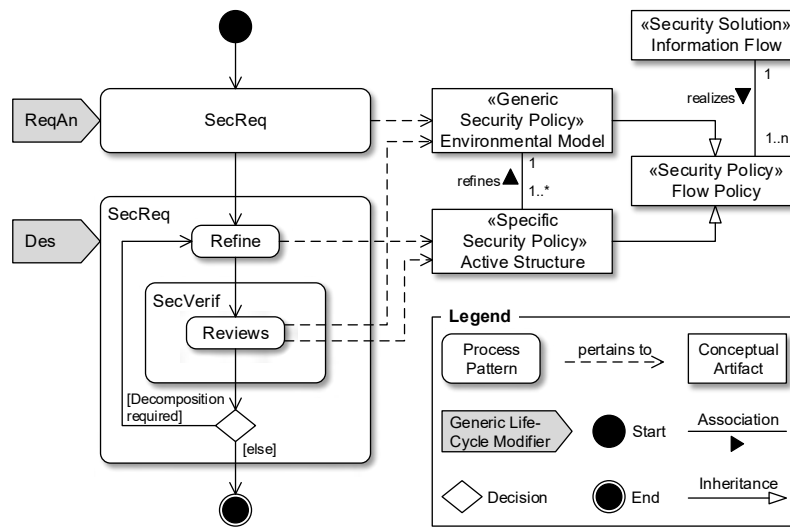 «Security Solution»
Information Flow
ReqAn
SecReq
«Generic
Security Policy»
Environmental Model
realizes
1
1..n
refines
1
1..*
«Security Policy»
Flow Policy
SecReq
Des
Refine
«Specific
Security Policy»
Active Structure
SecVerif
Reviews
[Decomposition
required]
[else]
Legend
Process
Pattern
pertains to
Conceptual
Artifact
Generic Life-
Cycle Modifier
Start
Association
Decision
End
Inheritance